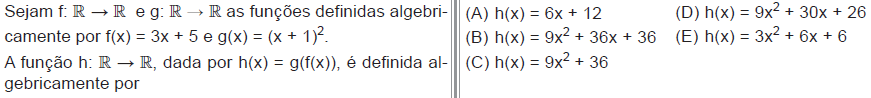 Sejam f: ℝ → ℝ e g: ℝ → ℝ as funções definidas algebri-
camente por f(x) = 3x + 5 e g(x) = (x + 1)².
A função h: ℝ → ℝ, dada por h(x) = g(f(x)), é definida al-
gebricamente por
(A) h(x) = 6x + 12
(B) h(x) = 9x² + 36x + 36
(C) h(x) = 9x² + 36
(D) h(x) = 9x² + 30x + 26
(E) h(x) = 3x² + 6x + 6